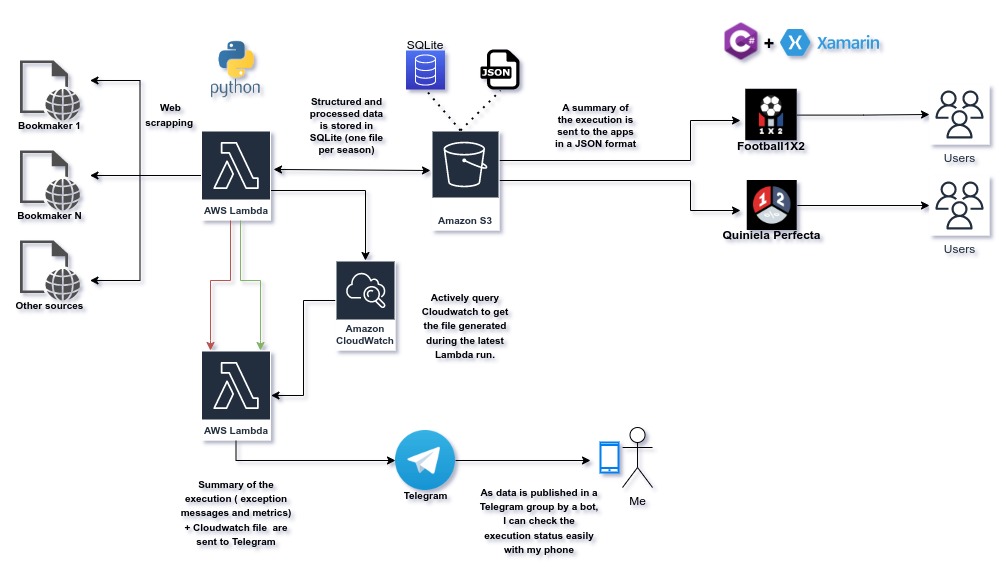 C#
+
Xamarin
SQLite
JSON
python
Bookmaker 1
Web
scrapping
Structured and
processed data
is stored in
SQLite (one file
per season)
A summary of
the execution is
sent to the apps
in a JSON format
1 X 2
Football1X2
Users
Bookmaker N
AWS Lambda
Amazon S3
1 2
Quiniela Perfecta
Users
Other sources
Amazon
CloudWatch
Actively query
Cloudwatch to get
the file generated
during the latest
Lambda run.
AWS Lambda
Telegram
Me
Summary of the
execution ( exception
messages and metrics)
+ Cloudwatch file are
sent to Telegram
As data is published in a
Telegram group by a bot,
I can check the
execution status easily
with my phone